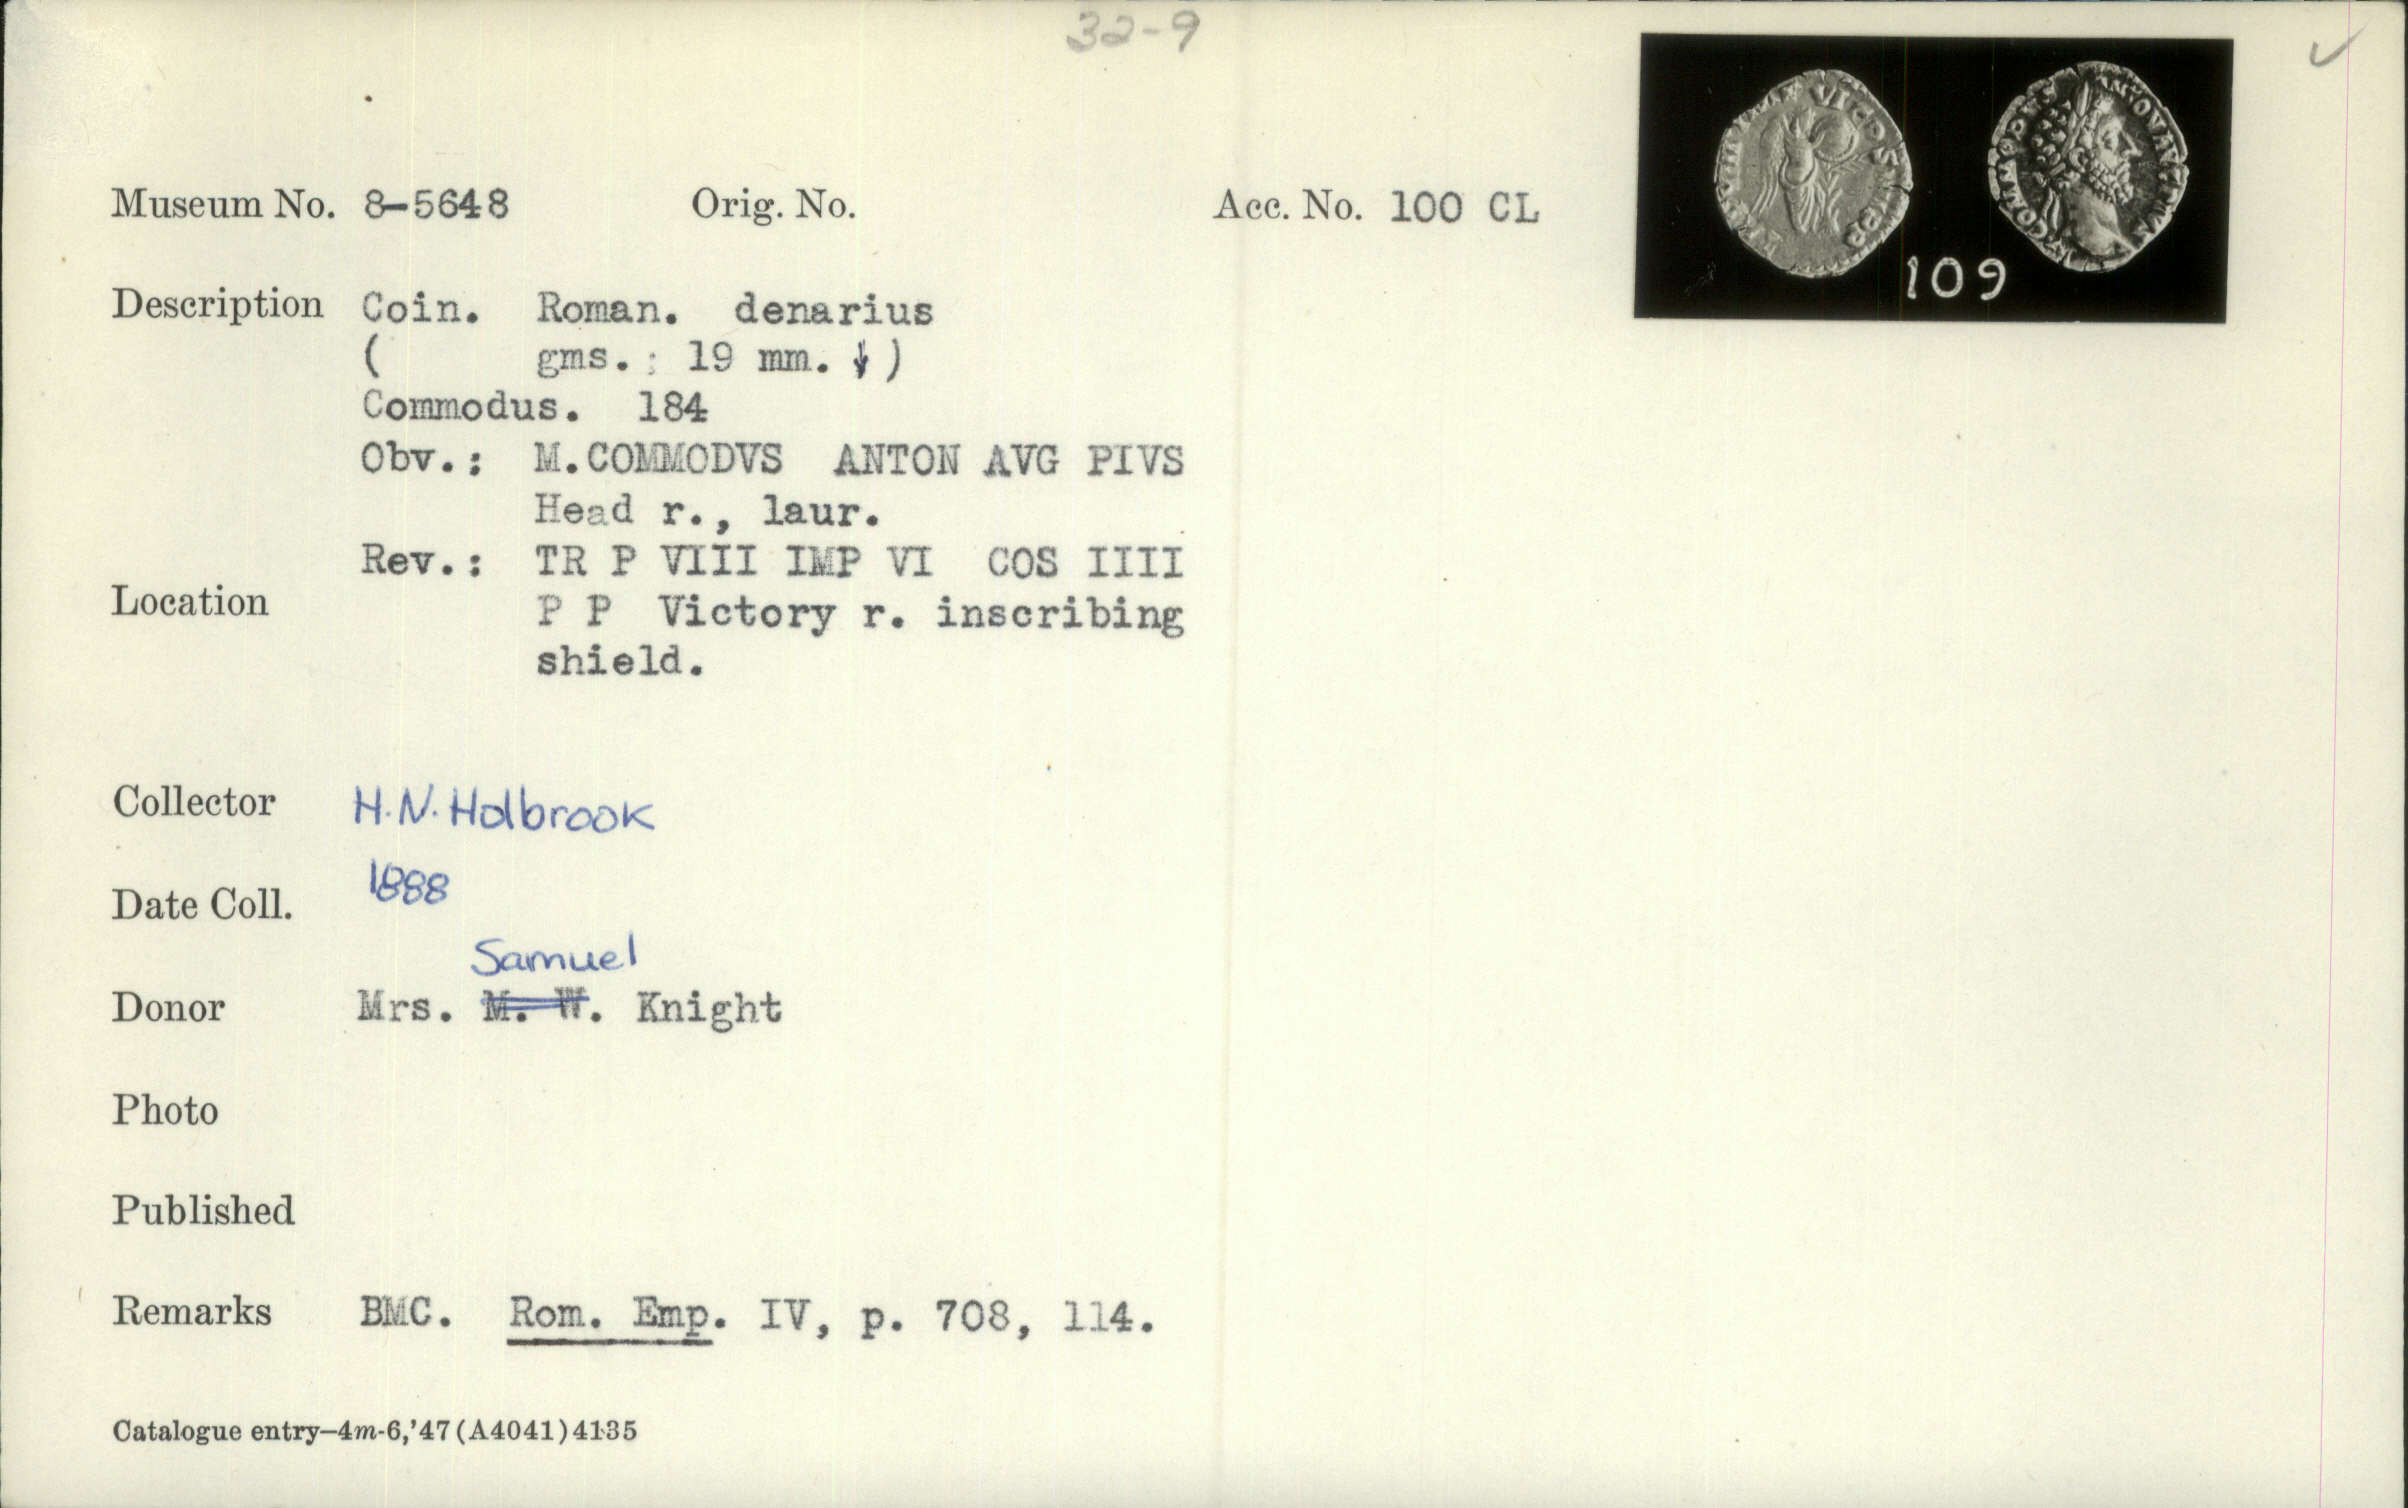 32-9
Museum No. 8-5648 Orig. No. Acc. No. 100 CL
109
Description Coin. Roman. denarius
( gms. : 19 mm. ↓ )
Commodus. 184
Obv.: M.COMMODVS ANTON AVG PIVS
Head r., laur.
Rev.: TR P VIII IMP VI COS IIII
Location P P Victory r. inscribing
shield.
Collector H.N. Holbrook
Date Coll. 1888
Samuel
Donor Mrs. M. W. Knight
Photo
Published
Remarks BMC. Rom. Emp. IV, p. 708, 114.
Catalogue entry—4m-6,'47(A4041)4135